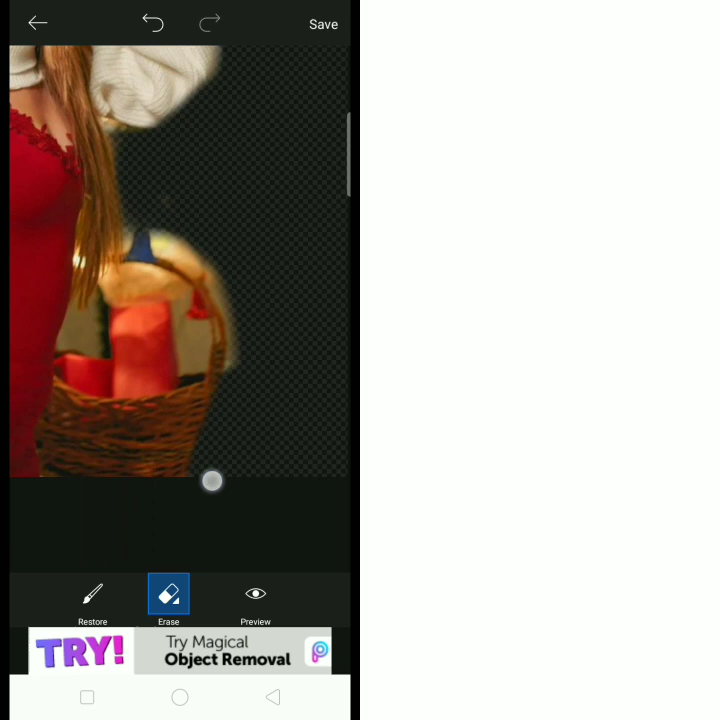 Save
Restore
Erase
Preview
TRY!
Try Magical
Object Removal